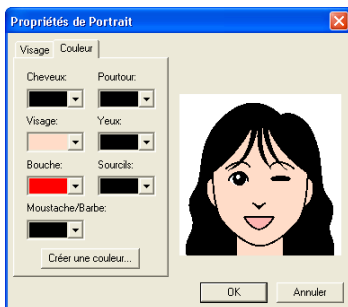 Propriétés de Portrait
Visage Couleur
Cheveux: Pourtour:
Visage: Yeux:
Bouche: Sourcils:
Moustache/Barbe:
Créer une couleur...
OK Annuler